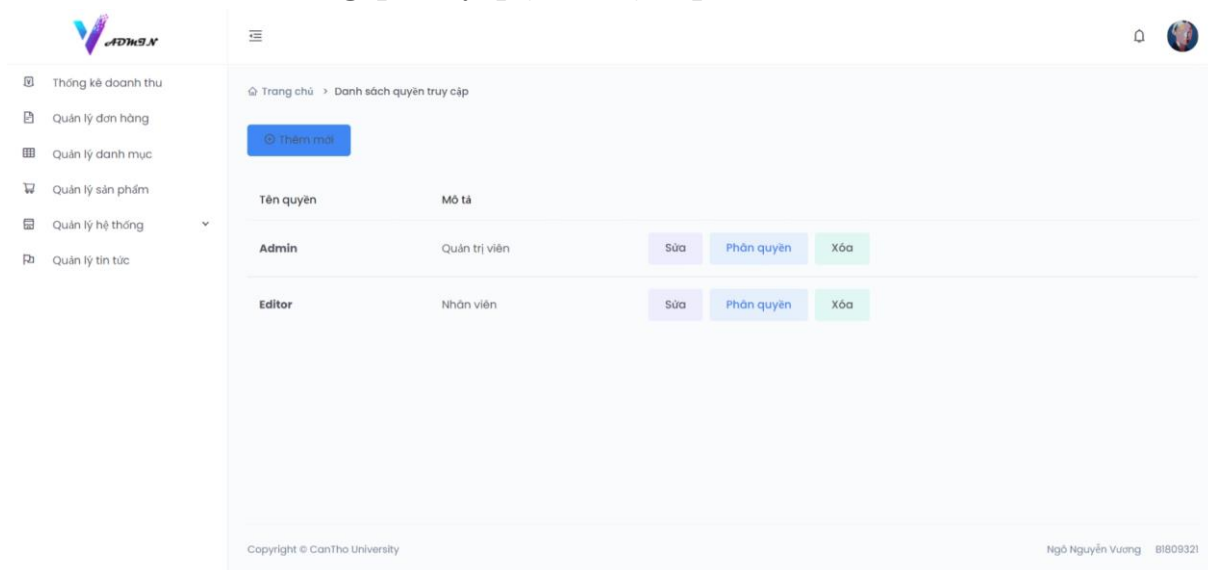 ADMIN
Thống kê doanh thu
Quản lý đơn hàng
Quản lý danh mục
Quản lý sản phẩm
Quản lý hệ thống
Quản lý tin tức
Trang chủ > Danh sách quyền truy cập
Thêm mới
Tên quyền Mô tả
Admin Quản trị viên Sửa Phân quyền Xóa
Editor Nhân viên Sửa Phân quyền Xóa
Copyright © CanTho University Ngô Nguyễn Vương B1809321